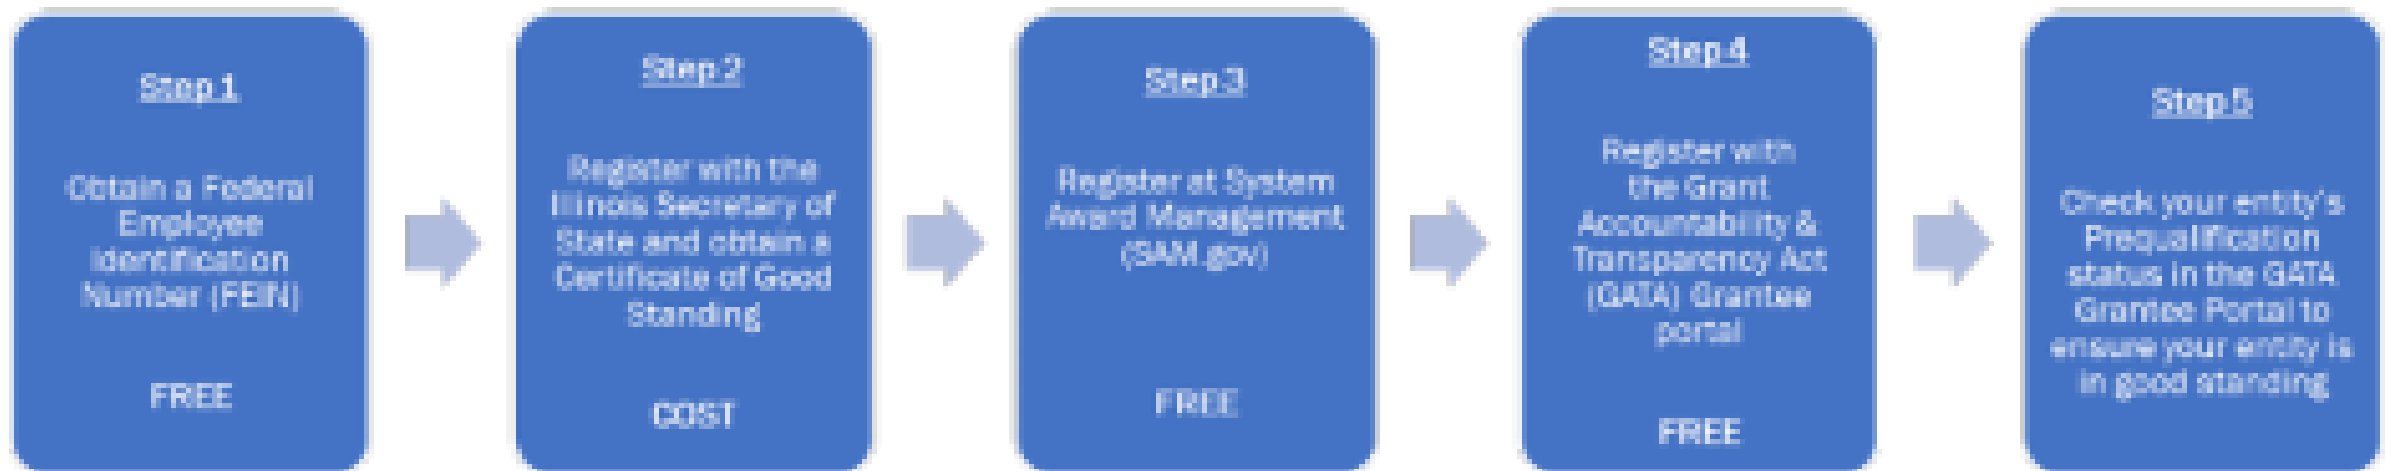 Step 1
Obtain a Federal
Employee
Identification
Number (FEIN)
FREE
Step 2
Register with the
Illinois Secretary of
State and obtain a
Certificate of Good
Standing
COST
Step 3
Register at System
Award Management
(SAM.gov)
FREE
Step 4
Register with
the Grant
Accountability &
Transparency Act
(GATA) Grantee
portal
FREE
Step 5
Check your entity's
Prequalification
status in the GATA
Grantee Portal to
ensure your entity is
in good standing